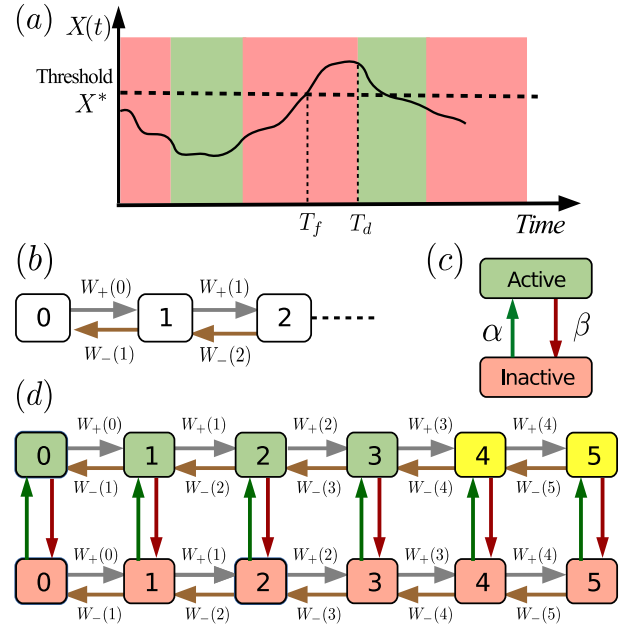 (a) X(t)
Threshold
X*
T_f T_d Time
(b) (c)
W_+(0) W_+(1)
0 1 2
W_-(1) W_-(2)
Active
α β
Inactive
(d)
W_+(0) W_+(1) W_+(2) W_+(3) W_+(4)
0 1 2 3 4 5
W_-(1) W_-(2) W_-(3) W_-(4) W_-(5)
W_+(0) W_+(1) W_+(2) W_+(3) W_+(4)
0 1 2 3 4 5
W_-(1) W_-(2) W_-(3) W_-(4) W_-(5)